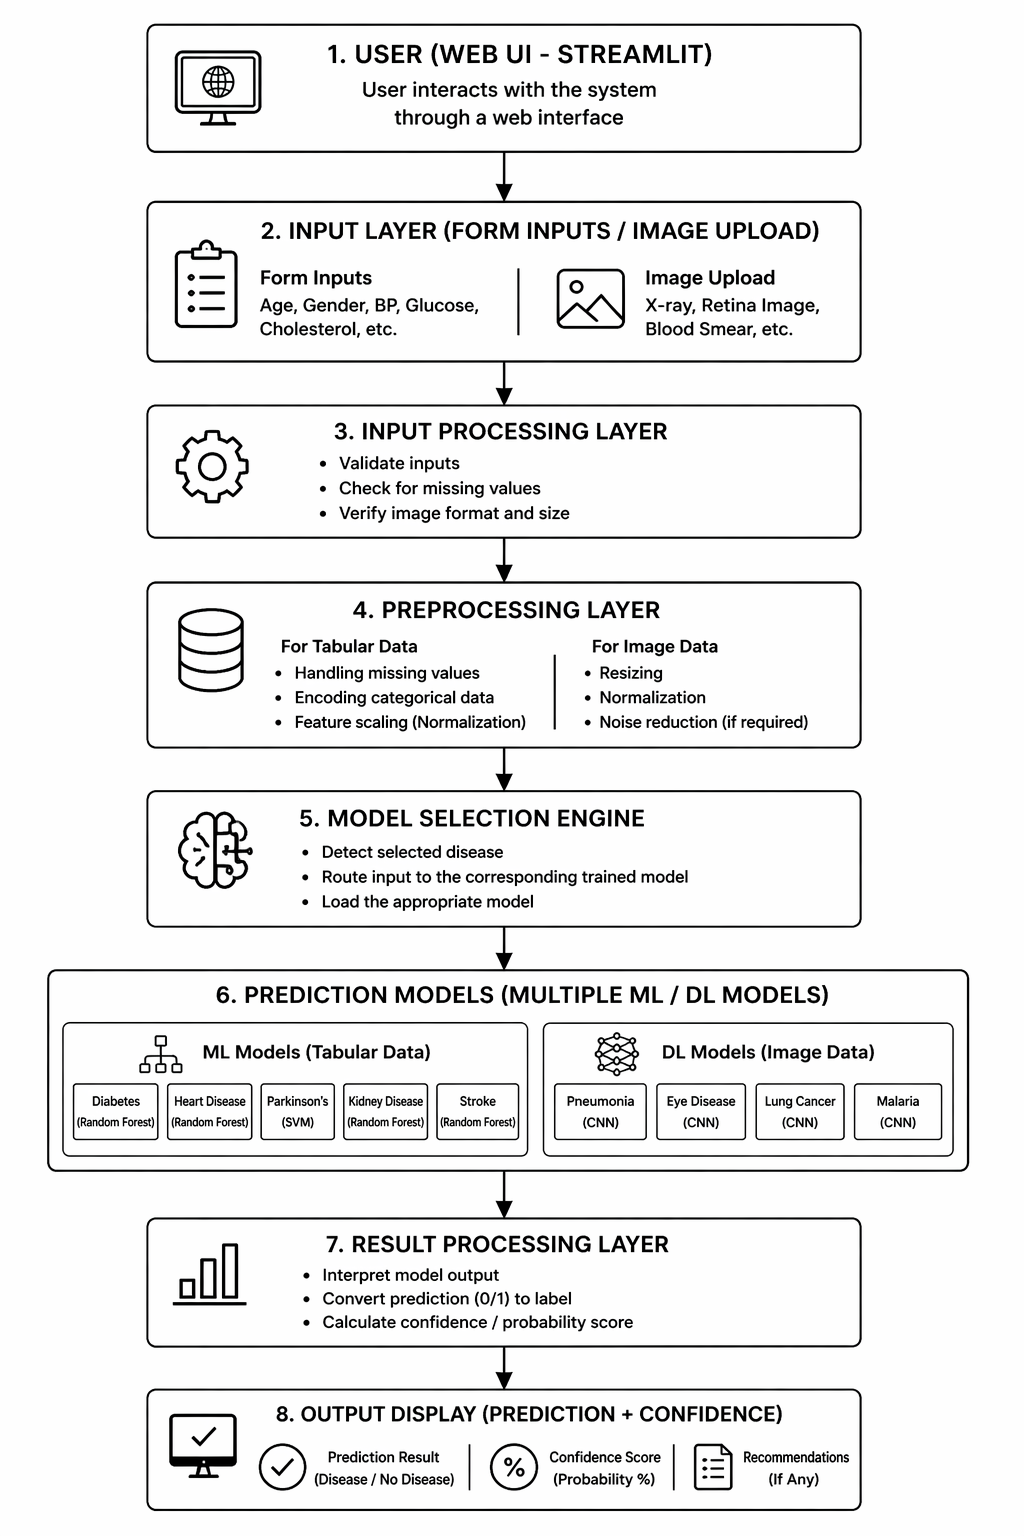 1. USER (WEB UI - STREAMLIT)
User interacts with the system
through a web interface
2. INPUT LAYER (FORM INPUTS / IMAGE UPLOAD)
Form Inputs
Age, Gender, BP, Glucose,
Cholesterol, etc.
Image Upload
X-ray, Retina Image,
Blood Smear, etc.
3. INPUT PROCESSING LAYER
• Validate inputs
• Check for missing values
• Verify image format and size
4. PREPROCESSING LAYER
For Tabular Data
• Handling missing values
• Encoding categorical data
• Feature scaling (Normalization)
For Image Data
• Resizing
• Normalization
• Noise reduction (if required)
5. MODEL SELECTION ENGINE
• Detect selected disease
• Route input to the corresponding trained model
• Load the appropriate model
6. PREDICTION MODELS (MULTIPLE ML / DL MODELS)
ML Models (Tabular Data)
Diabetes
(Random Forest)
Heart Disease
(Random Forest)
Parkinson's
(SVM)
Kidney Disease
(Random Forest)
Stroke
(Random Forest)
DL Models (Image Data)
Pneumonia
(CNN)
Eye Disease
(CNN)
Lung Cancer
(CNN)
Malaria
(CNN)
7. RESULT PROCESSING LAYER
• Interpret model output
• Convert prediction (0/1) to label
• Calculate confidence / probability score
8. OUTPUT DISPLAY (PREDICTION + CONFIDENCE)
Prediction Result
(Disease / No Disease)
%
Confidence Score
(Probability %)
Recommendations
(If Any)